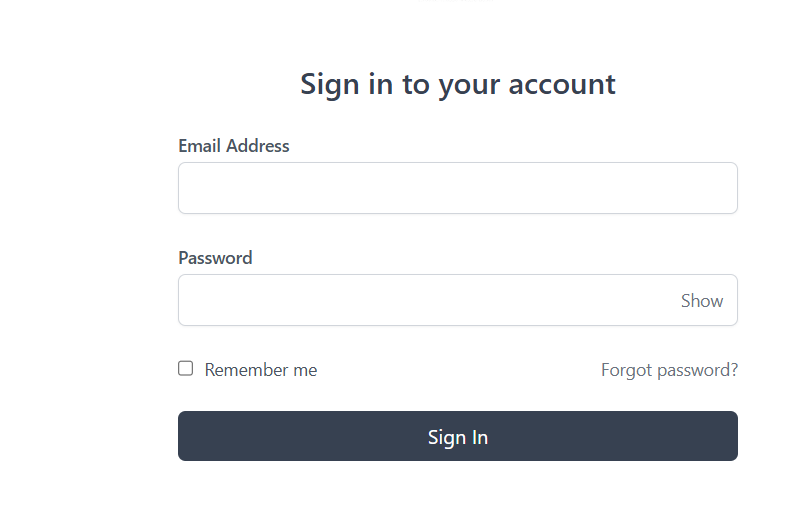 Sign in to your account
Email Address
Password
Show
Remember me
Forgot password?
Sign In